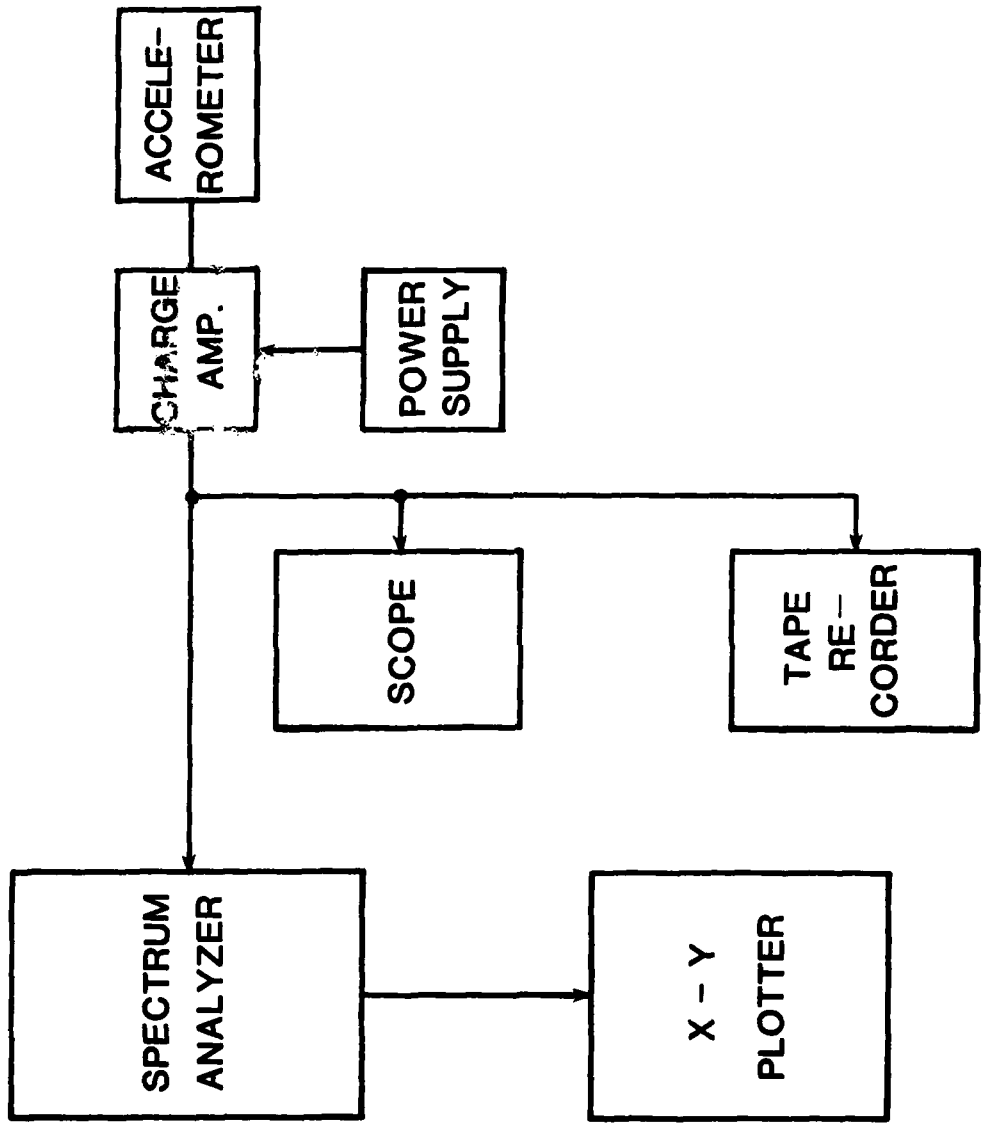 ACCELE-
ROMETER
CHARGE
AMP.
POWER
SUPPLY
SCOPE
TAPE
RE-
CORDER
SPECTRUM
ANALYZER
X - Y
PLOTTER